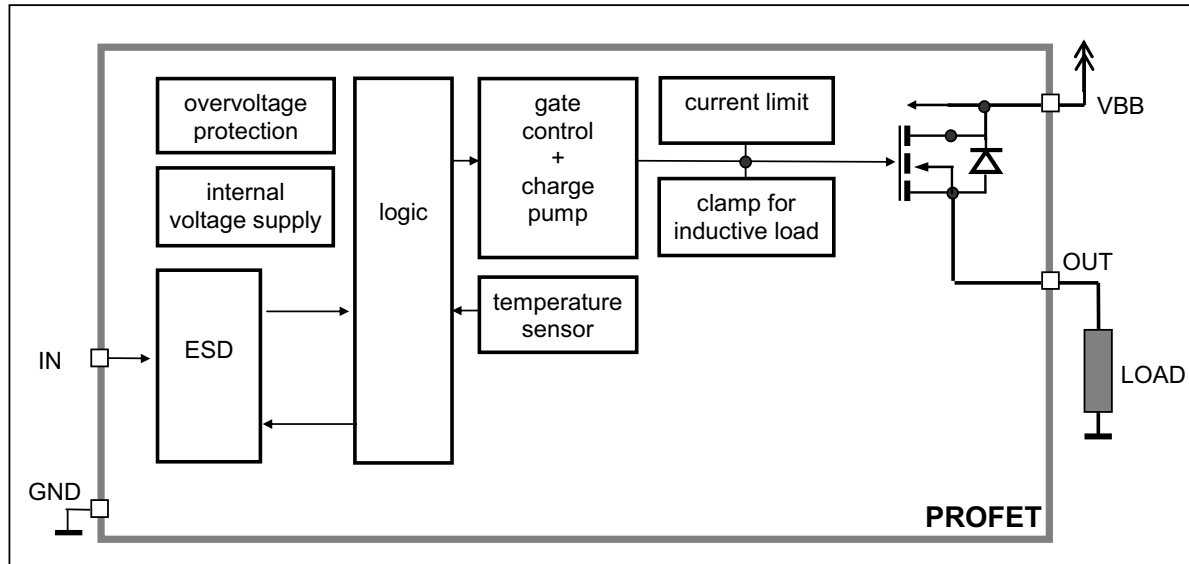 overvoltage
protection
internal
voltage supply
logic
gate
control
+
charge
pump
current limit
clamp for
inductive load
temperature
sensor
ESD
IN
GND
VBB
OUT
LOAD
PROFET